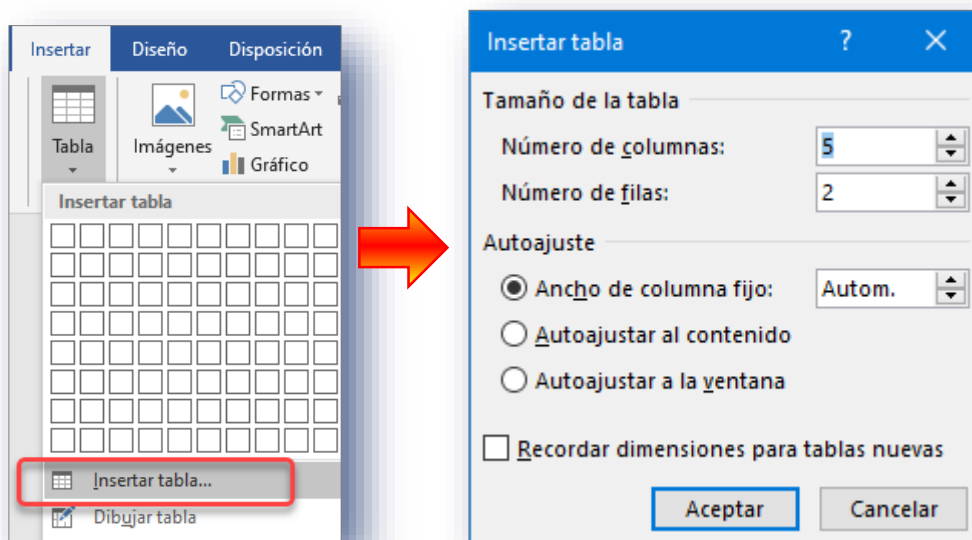 Insertar Diseño Disposición
Formas
SmartArt
Tabla Imágenes
Gráfico
Insertar tabla
Insertar tabla...
Dibujar tabla
Insertar tabla ? ×
Tamaño de la tabla
Número de columnas: 5
Número de filas: 2
Autoajuste
Ancho de columna fijo: Autom.
Autoajustar al contenido
Autoajustar a la ventana
Recordar dimensiones para tablas nuevas
Aceptar Cancelar